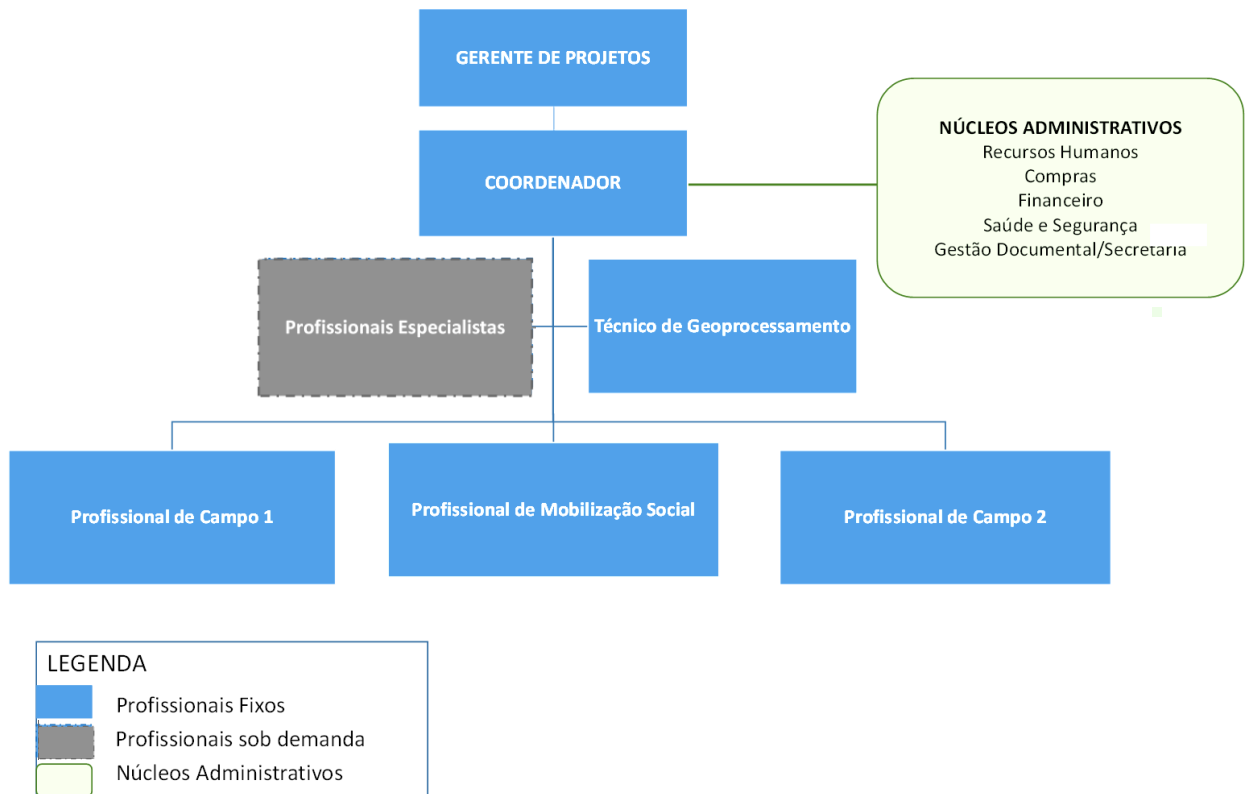 GERENTE DE PROJETOS
COORDENADOR
NÚCLEOS ADMINISTRATIVOS
Recursos Humanos
Compras
Financeiro
Saúde e Segurança
Gestão Documental/Secretaria
Profissionais Especialistas
Técnico de Geoprocessamento
Profissional de Campo 1
Profissional de Mobilização Social
Profissional de Campo 2
LEGENDA
Profissionais Fixos
Profissionais sob demanda
Núcleos Administrativos